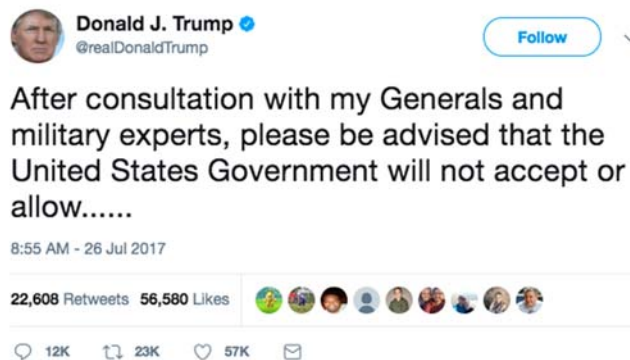 Donald J. Trump
@realDonaldTrump
Follow
After consultation with my Generals and
military experts, please be advised that the
United States Government will not accept or
allow......
8:55 AM - 26 Jul 2017
22,608 Retweets 56,580 Likes
12K 23K 57K